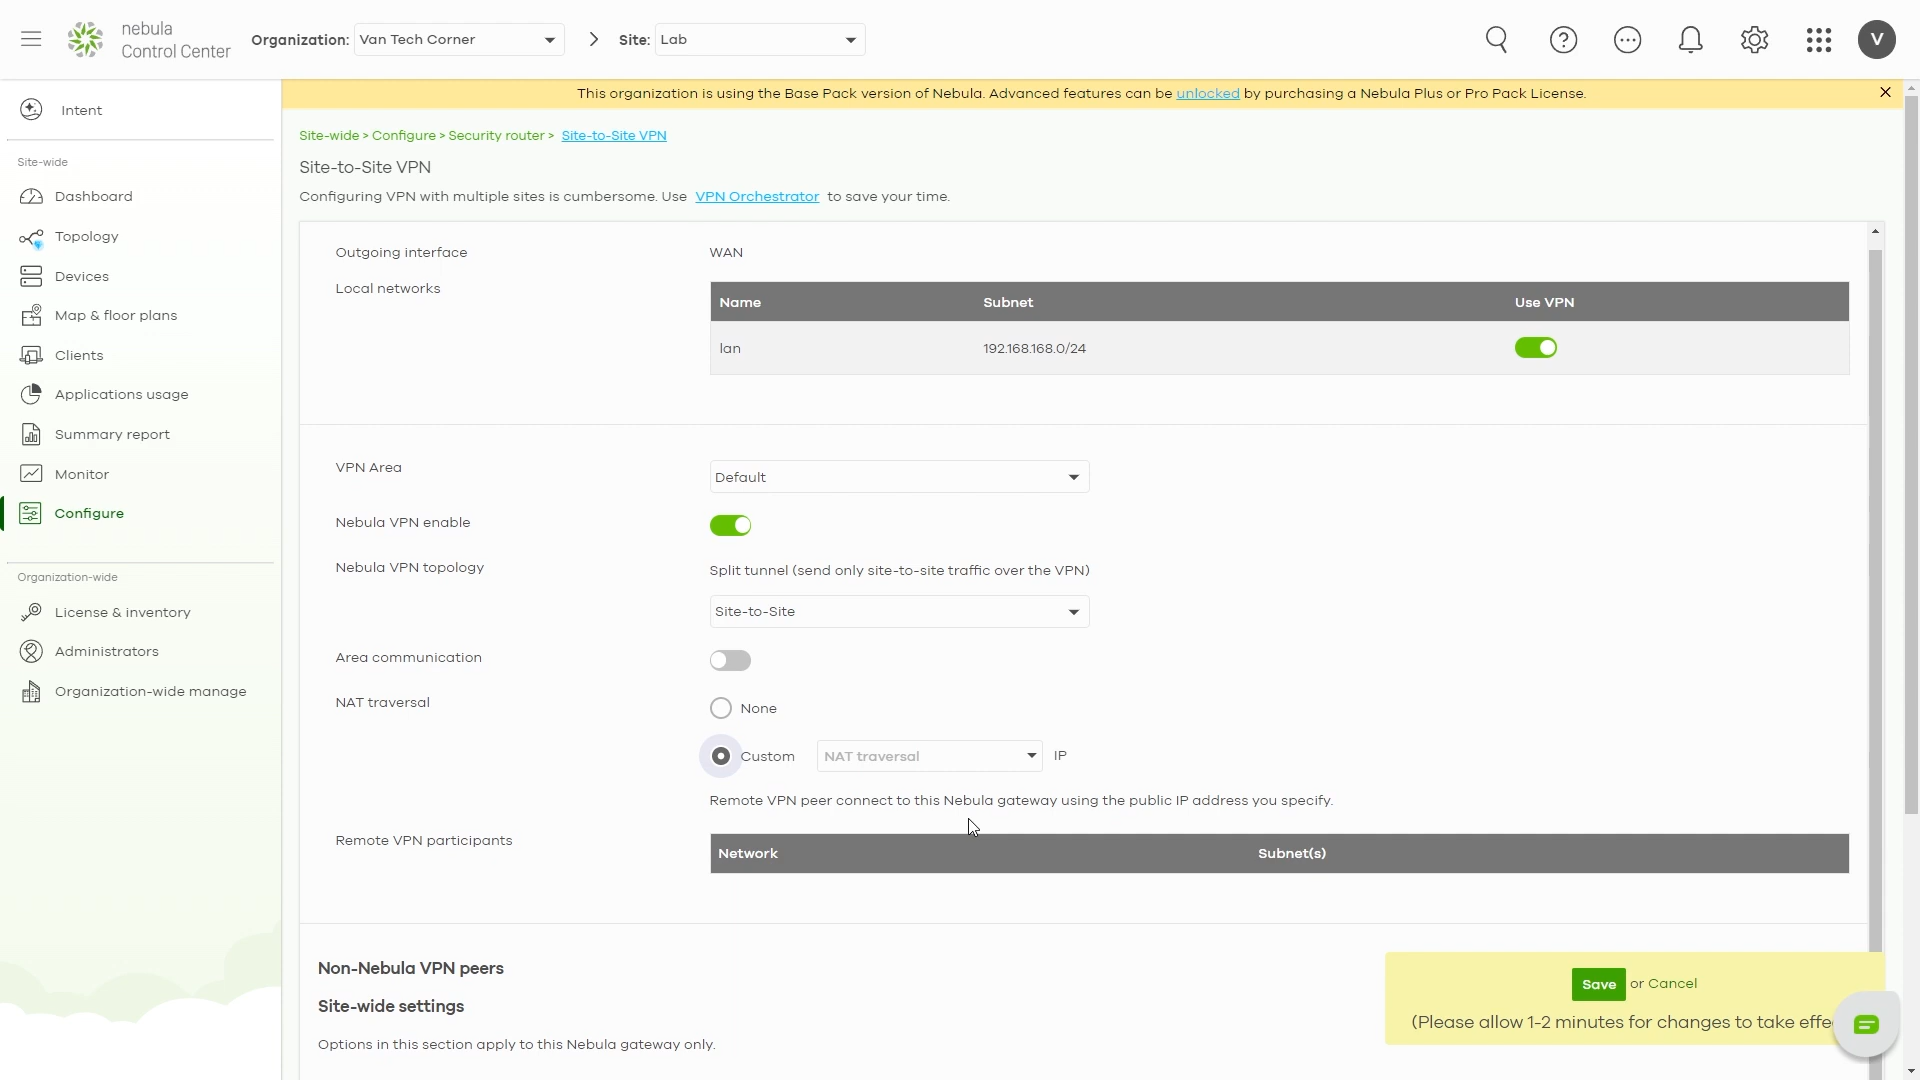 nebula
Control Center
Organization: Van Tech Corner
Site: Lab
V
Intent
Site-wide
Dashboard
Topology
Devices
Map & floor plans
Clients
Applications usage
Summary report
Monitor
Configure
Organization-wide
License & inventory
Administrators
Organization-wide manage
This organization is using the Base Pack version of Nebula. Advanced features can be unlocked by purchasing a Nebula Plus or Pro Pack License.
Site-wide > Configure > Security router > Site-to-Site VPN
Site-to-Site VPN
Configuring VPN with multiple sites is cumbersome. Use VPN Orchestrator to save your time.
Outgoing interface WAN
Local networks
Name Subnet Use VPN
lan 192.168.168.0/24
VPN Area Default
Nebula VPN enable
Nebula VPN topology Split tunnel (send only site-to-site traffic over the VPN)
Site-to-Site
Area communication
NAT traversal None
Custom NAT traversal IP
Remote VPN peer connect to this Nebula gateway using the public IP address you specify.
Remote VPN participants
Network Subnet(s)
Non-Nebula VPN peers
Site-wide settings
Options in this section apply to this Nebula gateway only.
Save or Cancel
(Please allow 1-2 minutes for changes to take effe